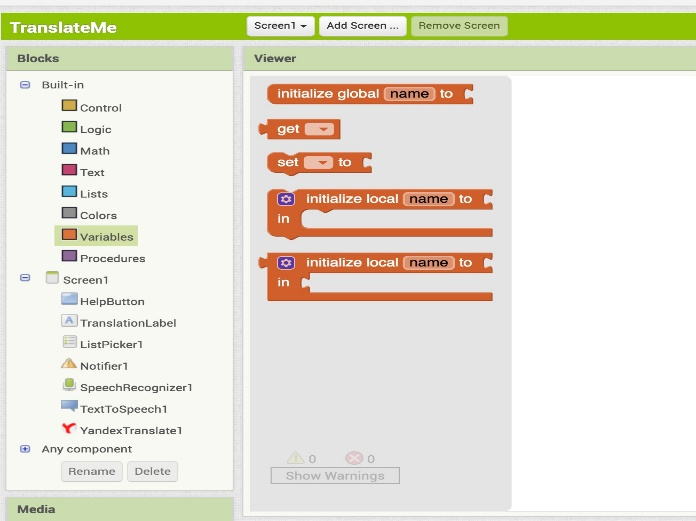 TranslateMe
Screen1 Add Screen ... Remove Screen
Blocks
Built-in
Control
Logic
Math
Text
Lists
Colors
Variables
Procedures
Screen1
HelpButton
TranslationLabel
ListPicker1
Notifier1
SpeechRecognizer1
TextToSpeech1
YandexTranslate1
Any component
Rename Delete
Media
Viewer
initialize global name to
get
set to
initialize local name to
in
initialize local name to
in
0 0
Show Warnings